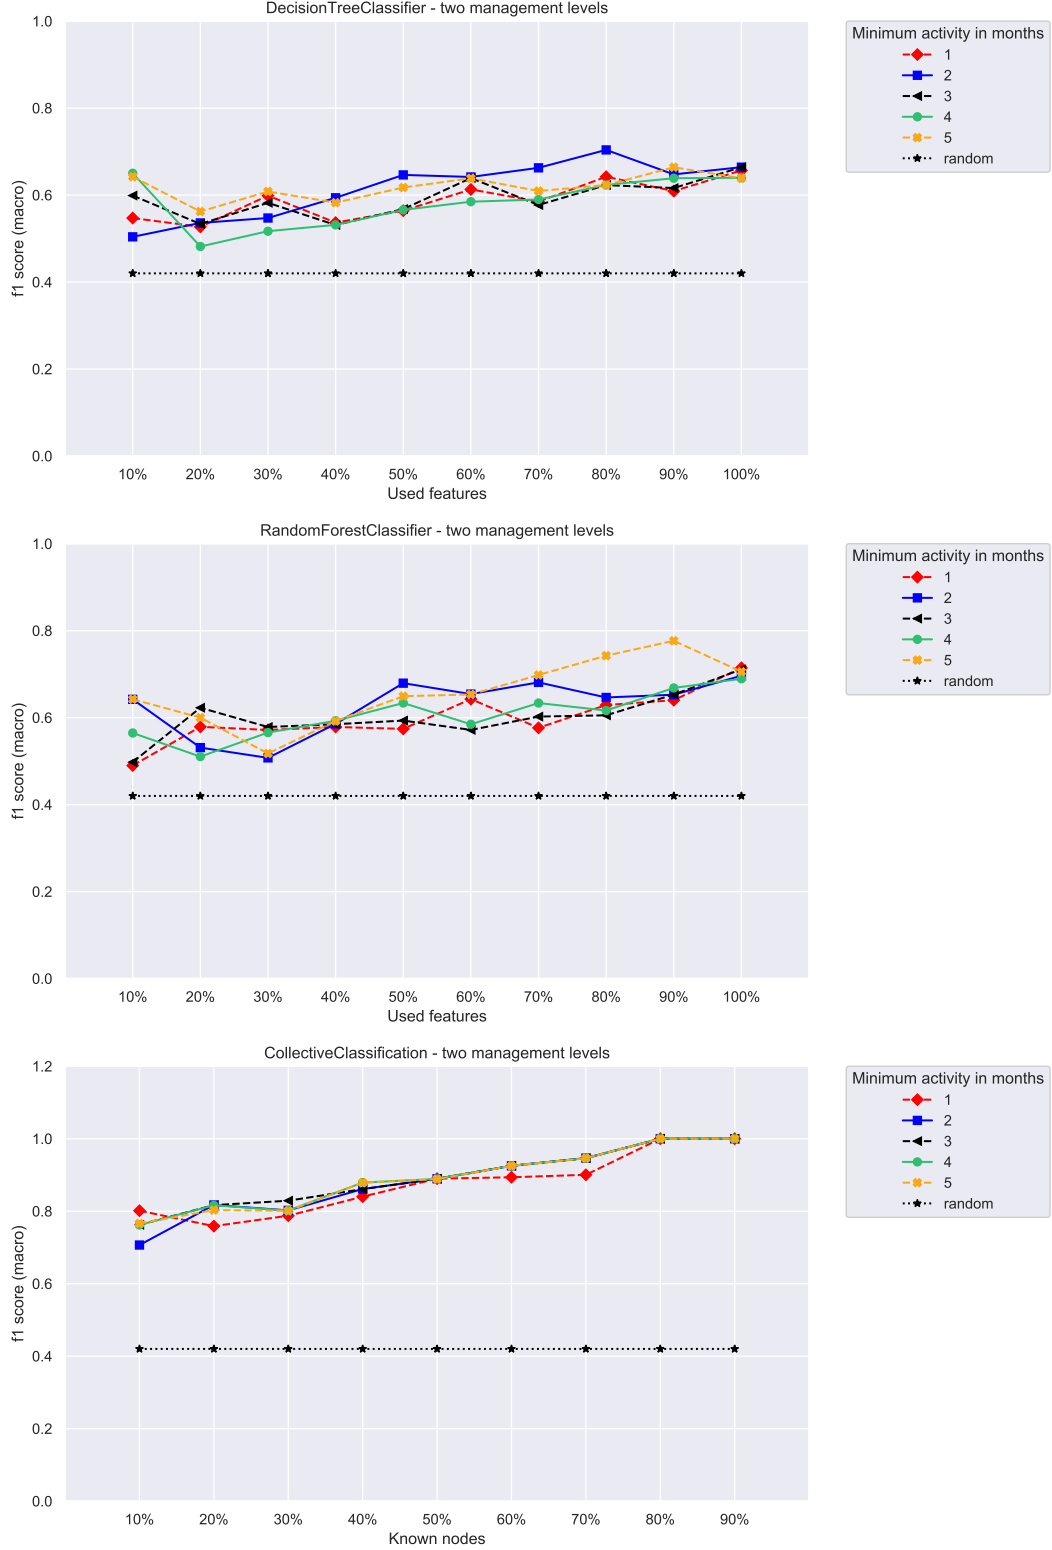 DecisionTreeClassifier - two management levels
1.0
0.8
0.6
0.4
0.2
0.0
f1 score (macro)
10% 20% 30% 40% 50% 60% 70% 80% 90% 100%
Used features
Minimum activity in months
1
2
3
4
5
random
RandomForestClassifier - two management levels
1.0
0.8
0.6
0.4
0.2
0.0
f1 score (macro)
10% 20% 30% 40% 50% 60% 70% 80% 90% 100%
Used features
Minimum activity in months
1
2
3
4
5
random
CollectiveClassification - two management levels
1.2
1.0
0.8
0.6
0.4
0.2
0.0
f1 score (macro)
10% 20% 30% 40% 50% 60% 70% 80% 90%
Known nodes
Minimum activity in months
1
2
3
4
5
random